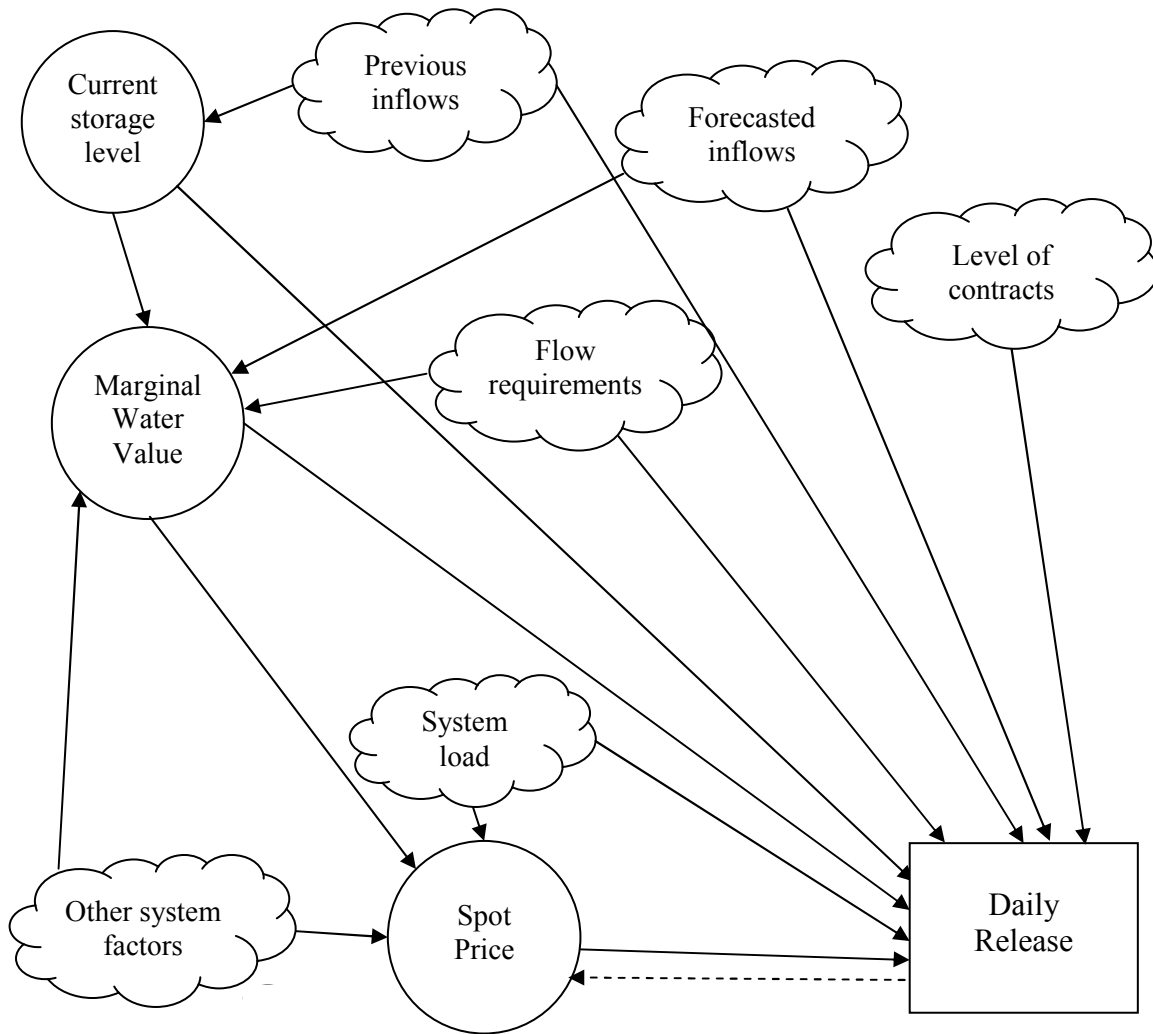 Current
storage
level
Previous
inflows
Forecasted
inflows
Level of
contracts
Marginal
Water
Value
Flow
requirements
System
load
Other system
factors
Spot
Price
Daily
Release